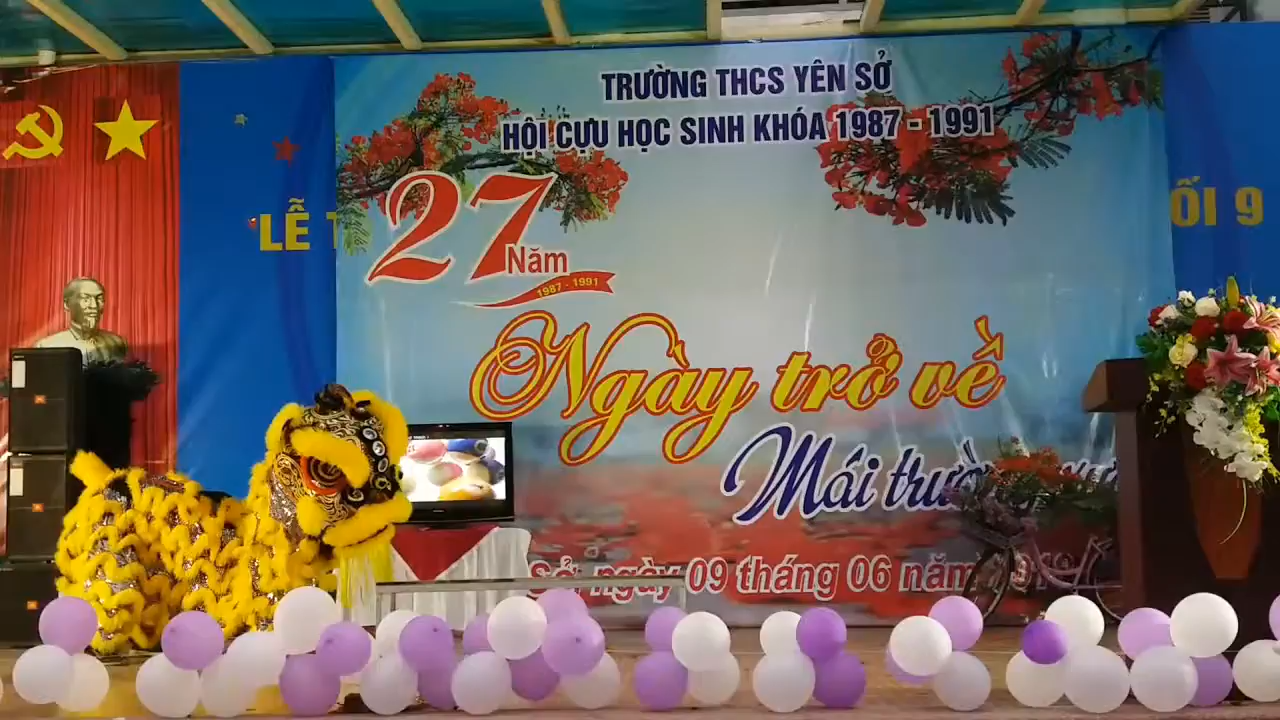 TRƯỜNG THCS YÊN SỞ
HỘI CỰU HỌC SINH KHÓA 1987 - 1991
27 Năm
1987 - 1991
LỄ
ỐI 9
Ngày trở về
Mái
Sở, ngày 09 tháng 06 năm